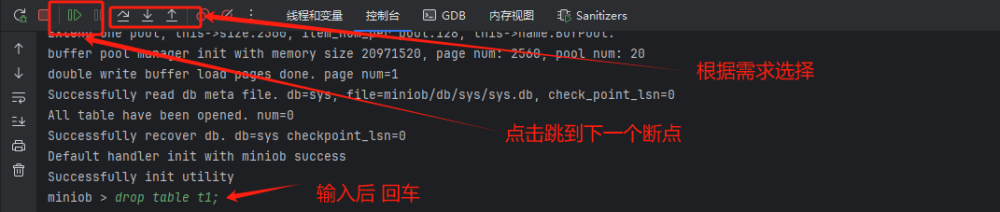 线程和变量 控制台 GDB 内存视图 Sanitizers
Extend one pool, this->size:2560, item_num_per_pool:128, this->name:BufPool.
buffer pool manager init with memory size 20971520, page num: 2560, pool num: 20
根据需求选择
double write buffer load pages done. page num=1
Successfully read db meta file. db=sys, file=miniob/db/sys/sys.db, check_point_lsn=0
All table have been opened. num=0
点击跳到下一个断点
Successfully recover db. db=sys checkpoint_lsn=0
Default handler init with miniob success
Successfully init utility
miniob > drop table t1;
输入后 回车